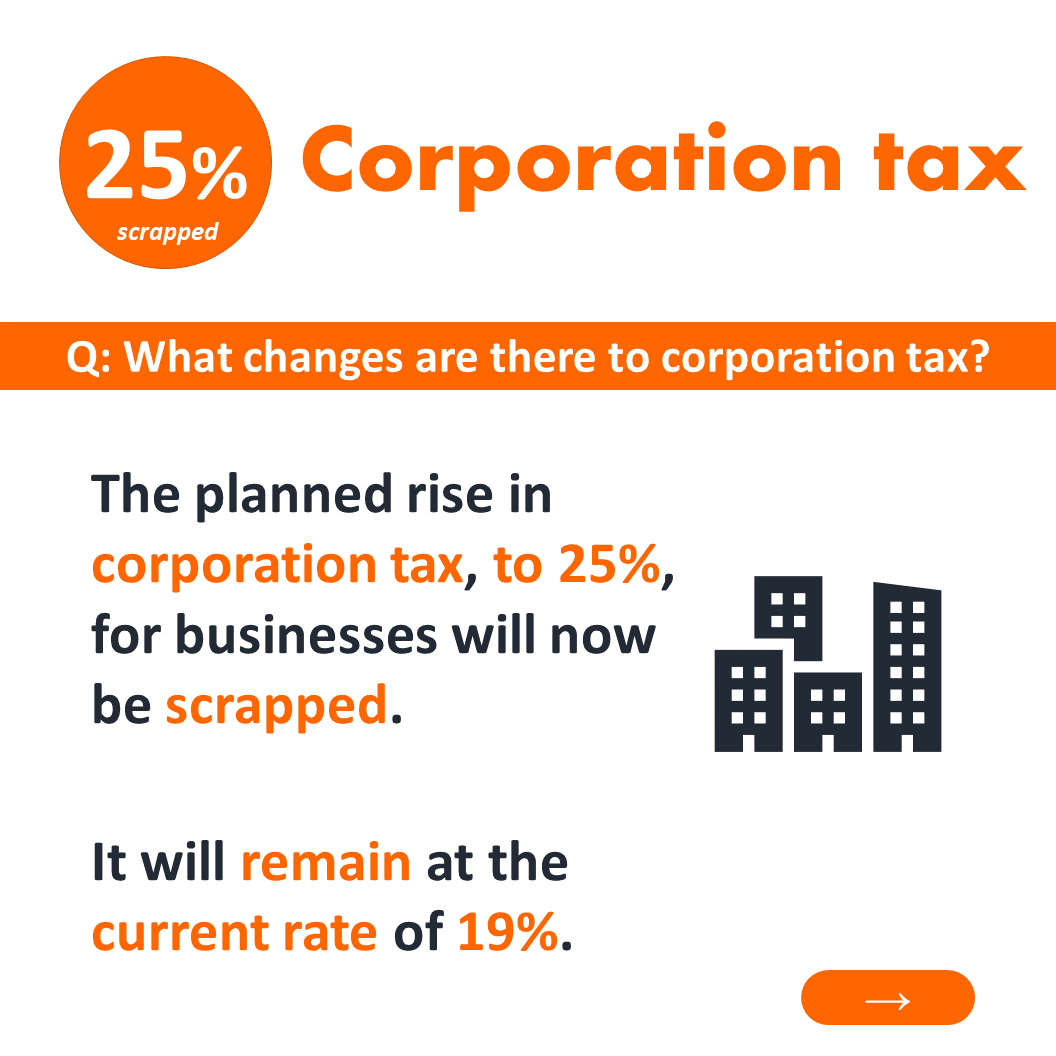 25%
scrapped
Corporation tax
Q: What changes are there to corporation tax?
The planned rise in
corporation tax, to 25%,
for businesses will now
be scrapped.
It will remain at the
current rate of 19%.
→